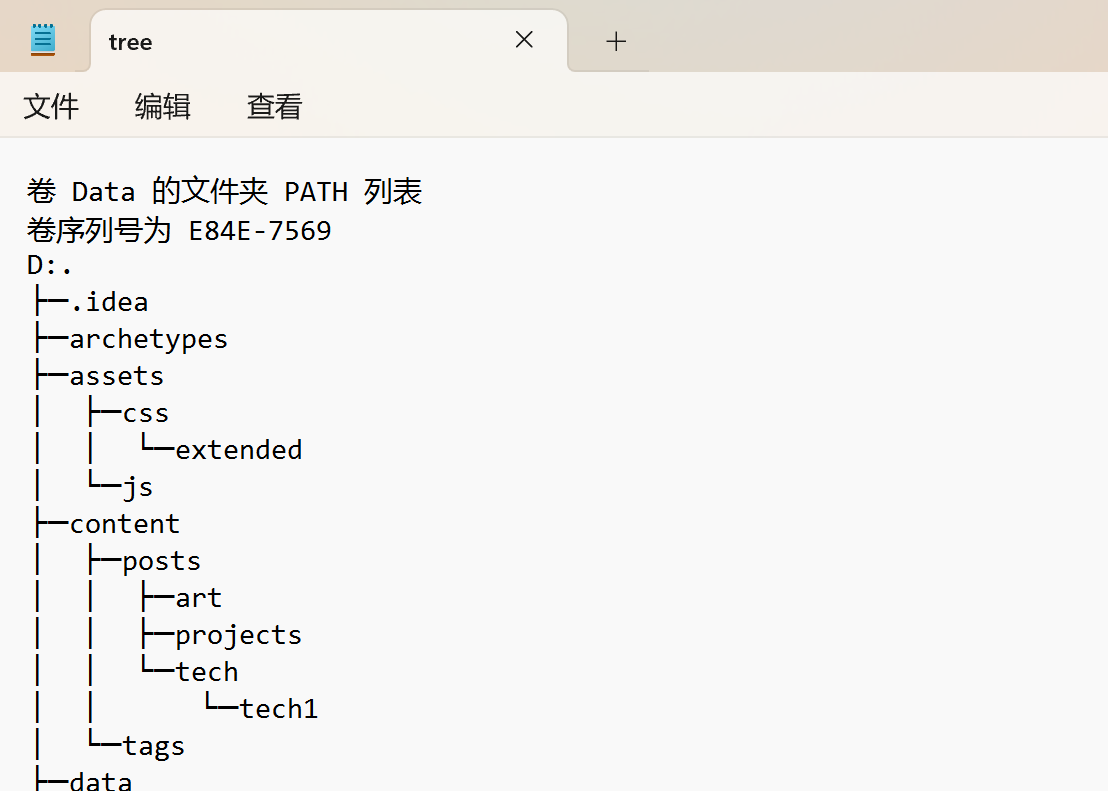 tree
文件 编辑 查看
卷 Data 的文件夹 PATH 列表
卷序列号为 E84E-7569
D:.
├─.idea
├─archetypes
├─assets
│  ├─css
│  │  └─extended
│  └─js
├─content
│  ├─posts
│  │  ├─art
│  │  ├─projects
│  │  └─tech
│  │      └─tech1
│  └─tags
├─data